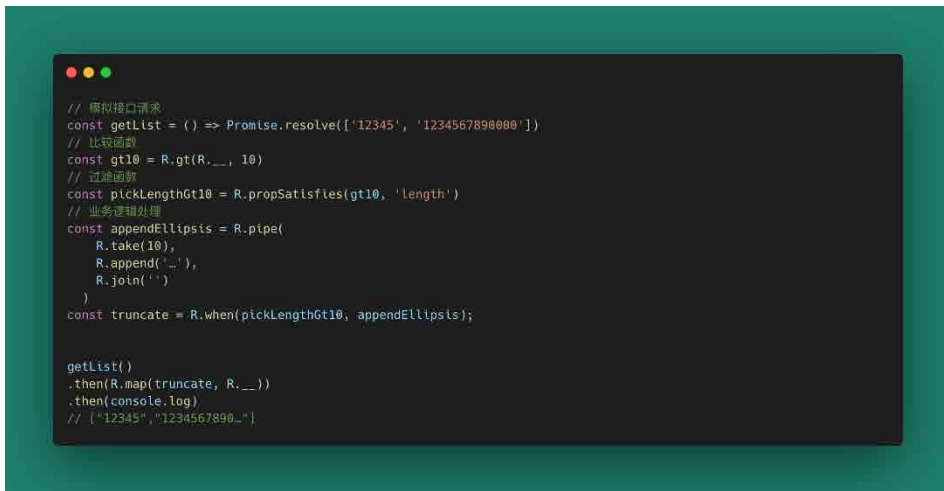 // 模拟接口请求
const getList = () => Promise.resolve(['12345', '1234567890000'])
// 比较函数
const gt10 = R.gt(R.__, 10)
// 过滤函数
const pickLengthGt10 = R.propSatisfies(gt10, 'length')
// 业务逻辑处理
const appendEllipsis = R.pipe(
    R.take(10),
    R.append('…'),
    R.join('')
  )
const truncate = R.when(pickLengthGt10, appendEllipsis);
getList()
.then(R.map(truncate, R.__))
.then(console.log)
// ["12345","1234567890…"]